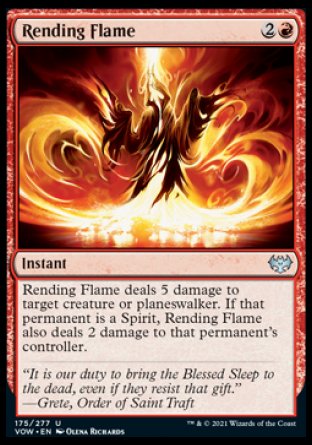 Rending Flame 2
Instant
Rending Flame deals 5 damage to
target creature or planeswalker. If that
permanent is a Spirit, Rending Flame
also deals 2 damage to that permanent's
controller.
"It is our duty to bring the Blessed Sleep to
the dead, even if they resist that gift."
—Grete, Order of Saint Traft
175/277 U
VOW • EN Olena Richards ™ & © 2021 Wizards of the Coast